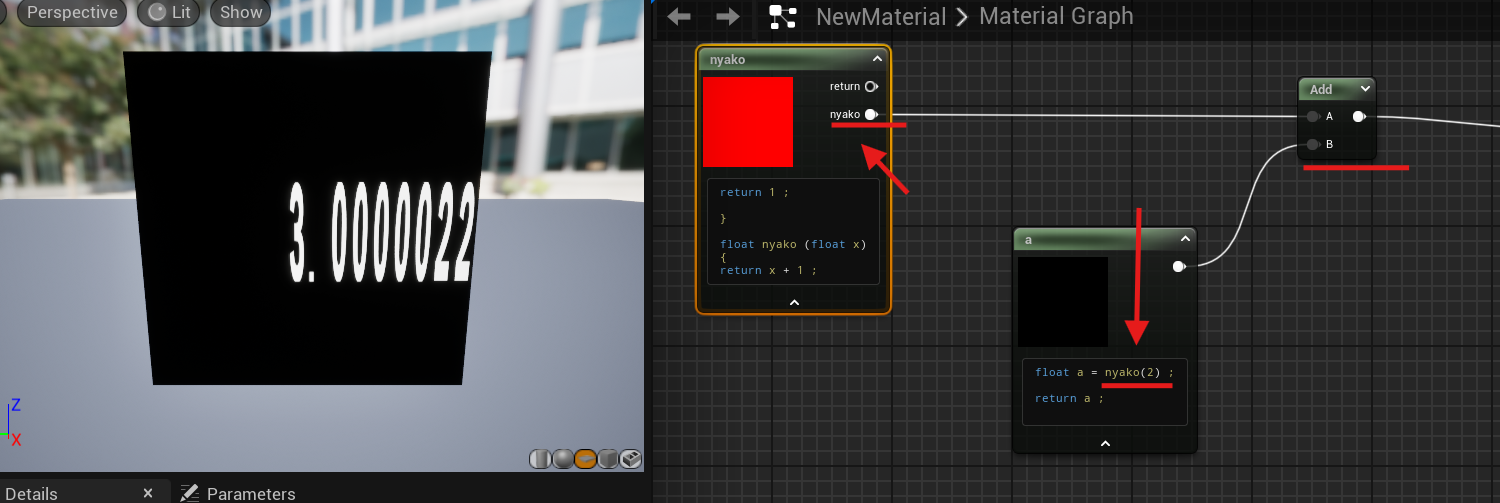 Perspective
Lit
Show
3.0000022
Z
X
Details
×
Parameters
NewMaterial > Material Graph
nyako
return
nyako
return 1 ;
}
float nyako (float x)
{
return x + 1 ;
Add
A
B
a
float a = nyako(2) ;
return a ;